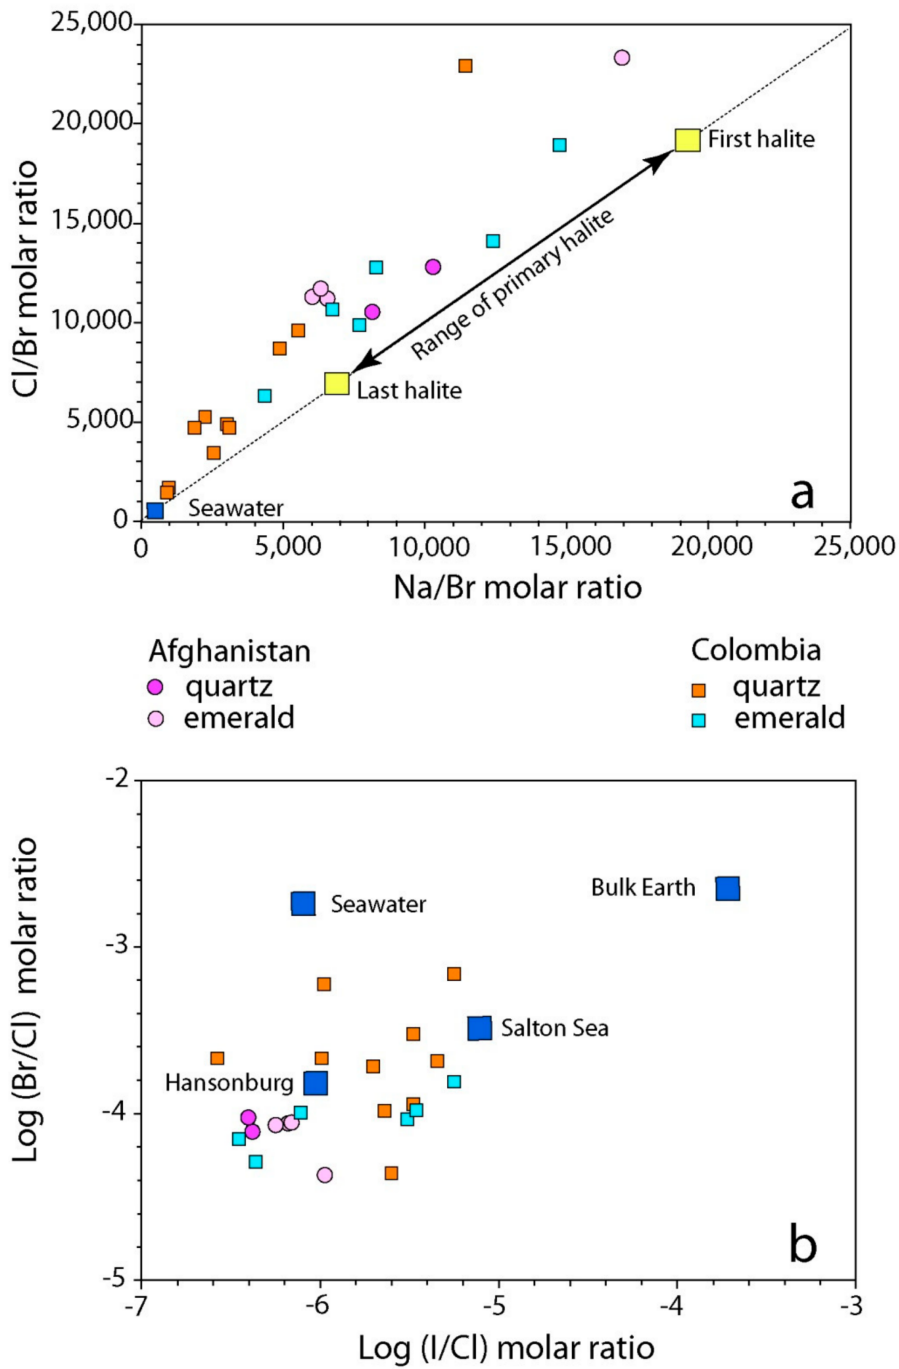 25,000
20,000
15,000
10,000
5,000
0
Cl/Br molar ratio
First halite
Range of primary halite
Last halite
Seawater
a
0 5,000 10,000 15,000 20,000 25,000
Na/Br molar ratio
Afghanistan
quartz
emerald
Colombia
quartz
emerald
-2
-3
-4
-5
Log (Br/Cl) molar ratio
Bulk Earth
Seawater
Salton Sea
Hansonburg
b
-7 -6 -5 -4 -3
Log (I/Cl) molar ratio